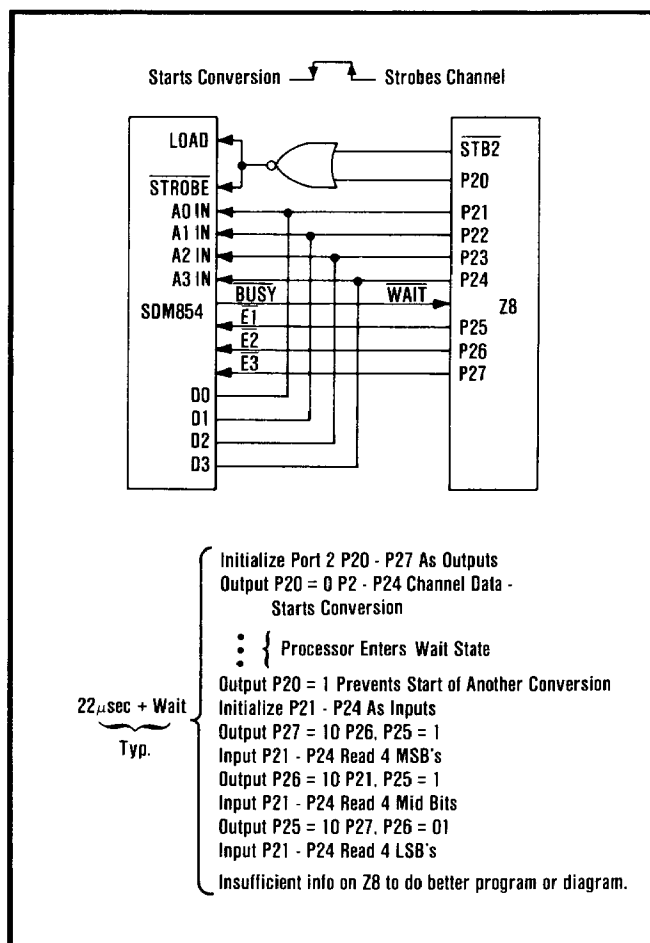 Starts Conversion Strobes Channel
LOAD
STROBE
A0 IN
A1 IN
A2 IN
A3 IN
BUSY
SDM854
E1
E2
E3
D0
D1
D2
D3
STB2
P20
P21
P22
P23
P24
WAIT
Z8
P25
P26
P27
22μsec + Wait
Typ.
Initialize Port 2 P20 - P27 As Outputs
Output P20 = 0 P2 - P24 Channel Data -
Starts Conversion
Processor Enters Wait State
Output P20 = 1 Prevents Start of Another Conversion
Initialize P21 - P24 As Inputs
Output P27 = 10 P26, P25 = 1
Input P21 - P24 Read 4 MSB's
Output P26 = 10 P21, P25 = 1
Input P21 - P24 Read 4 Mid Bits
Output P25 = 10 P27, P26 = 01
Input P21 - P24 Read 4 LSB's
Insufficient info on Z8 to do better program or diagram.